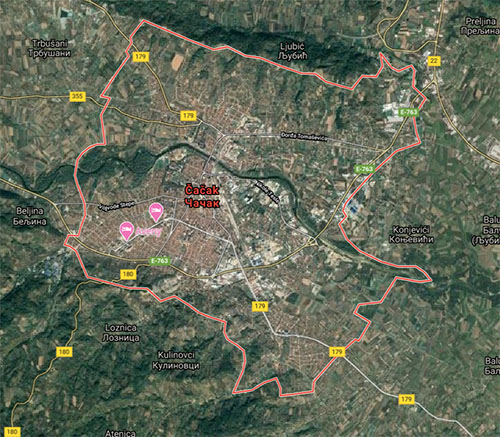 Preljina
Прељина
Trbušani
Трбушани
Ljubić
Љубић
179
22
355
179
E-763
Đorđa Tomaševića
Čačak
Чачак
Beljina
Бељина
Konjevići
Коњевићи
E-763
180
179
Loznica
Лозница
Kulinovci
Кулиновци
180
179
179
180
Atenica